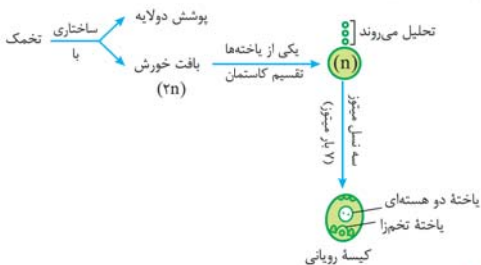 پوشش دولایه
تخمک
ساختاری
با
بافت خورش
(۲n)
یکی از یاخته‌ها
تقسیم کاستمان
تحلیل می‌روند
(n)
سه نسل میتوز
(۷ بار میتوز)
یاختهٔ دو هسته‌ای
یاختهٔ تخم‌زا
کیسهٔ رویانی